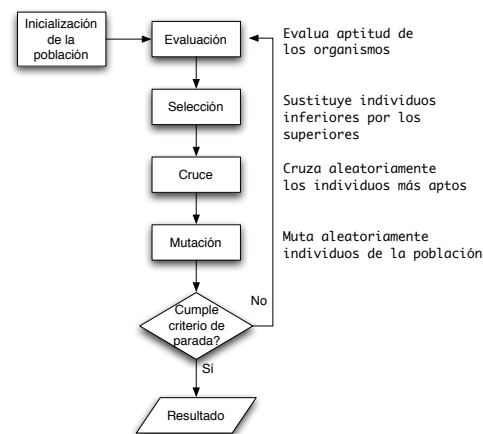 Inicialización
de la
población
Evaluación
Evalua aptitud de
los organismos
Selección
Sustituye individuos
inferiores por los
superiores
Cruce
Cruza aleatoriamente
los individuos más aptos
Mutación
Muta aleatoriamente
individuos de la población
Cumple
criterio de
parada?
No
Sí
Resultado